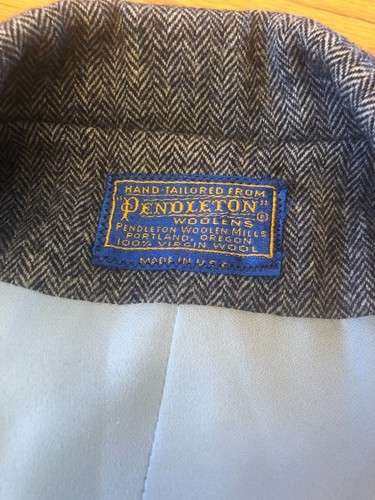 HAND-TAILORED FROM
"PENDLETON"®
WOOLENS
PENDLETON WOOLEN MILLS
PORTLAND, OREGON
100% VIRGIN WOOL
MADE IN U.S.A.